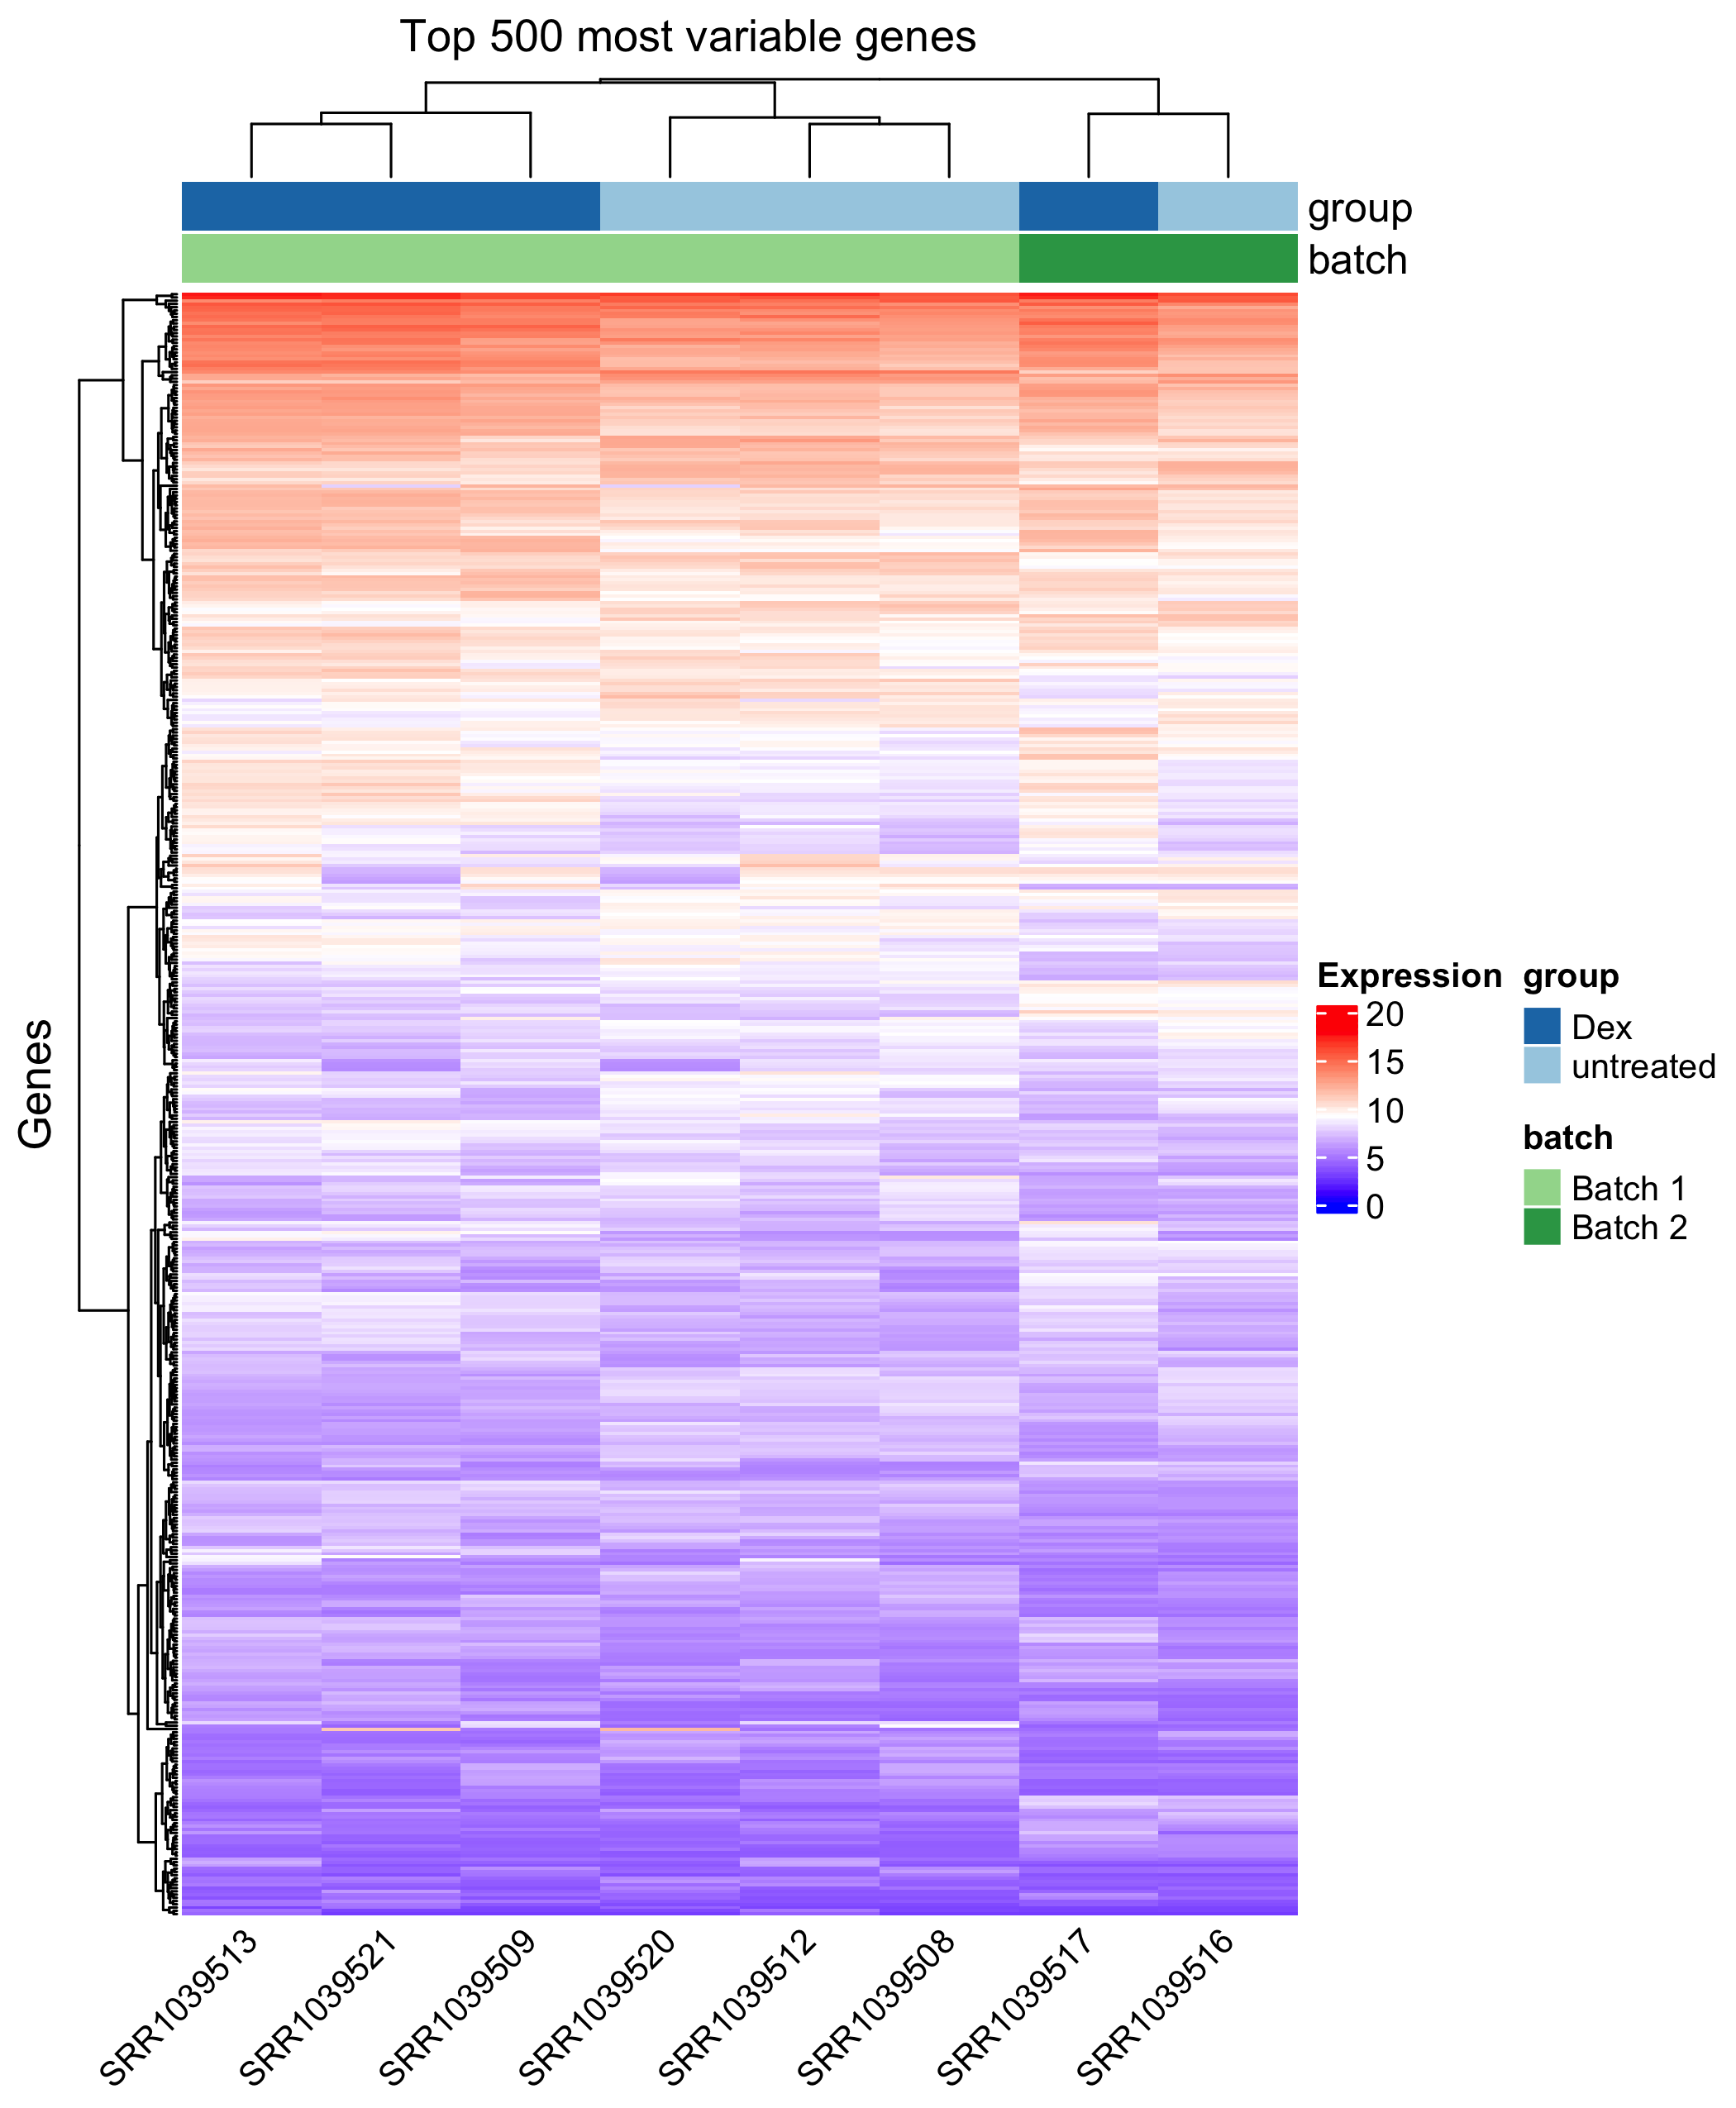 Top 500 most variable genes
group
batch
Genes
Expression
20
15
10
5
0
group
Dex
untreated
batch
Batch 1
Batch 2
SRR1039513
SRR1039521
SRR1039509
SRR1039520
SRR1039512
SRR1039508
SRR1039517
SRR1039516